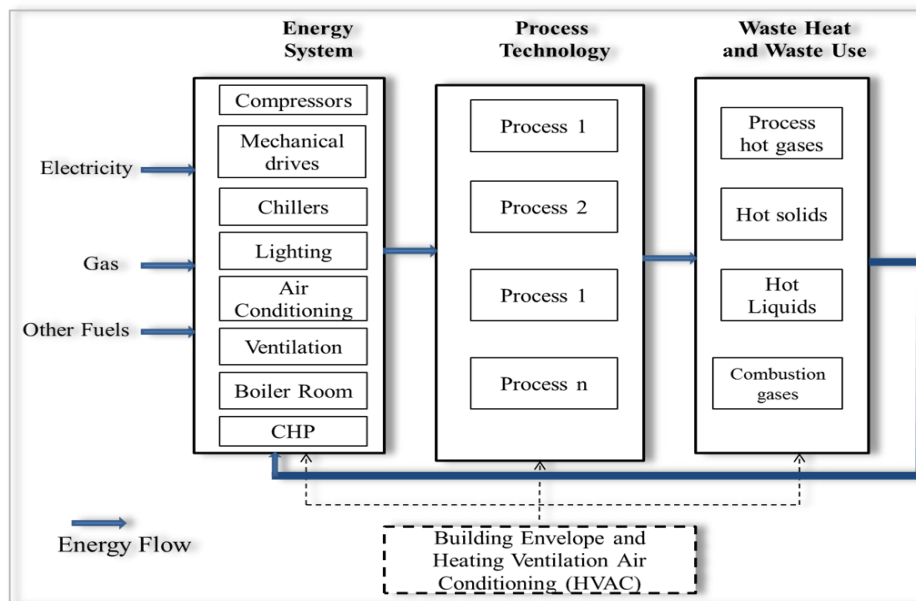 Energy
System
Process
Technology
Waste Heat
and Waste Use
Electricity
Gas
Other Fuels
Compressors
Mechanical
drives
Chillers
Lighting
Air
Conditioning
Ventilation
Boiler Room
CHP
Process 1
Process 2
Process 1
Process n
Process
hot gases
Hot solids
Hot
Liquids
Combustion
gases
Energy Flow
Building Envelope and
Heating Ventilation Air
Conditioning (HVAC)